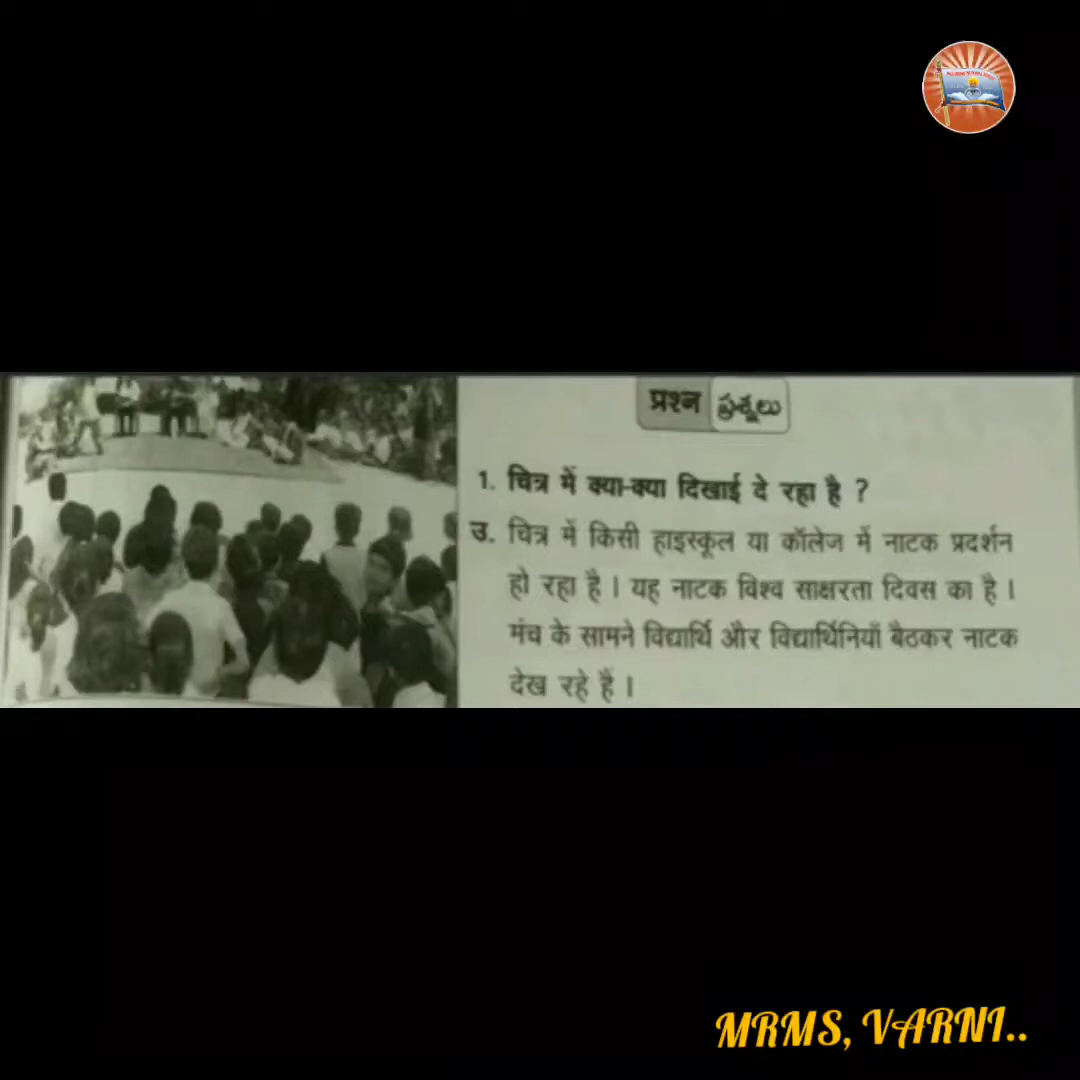 प्रश्न ప్రశ్నలు
1. चित्र में क्या-क्या दिखाई दे रहा है ?
उ. चित्र में किसी हाइस्कूल या कॉलेज में नाटक प्रदर्शन
हो रहा है । यह नाटक विश्व साक्षरता दिवस का है ।
मंच के सामने विद्यार्थि और विद्यार्थिनियाँ बैठकर नाटक
देख रहे हैं ।
MRMS, VARNI..